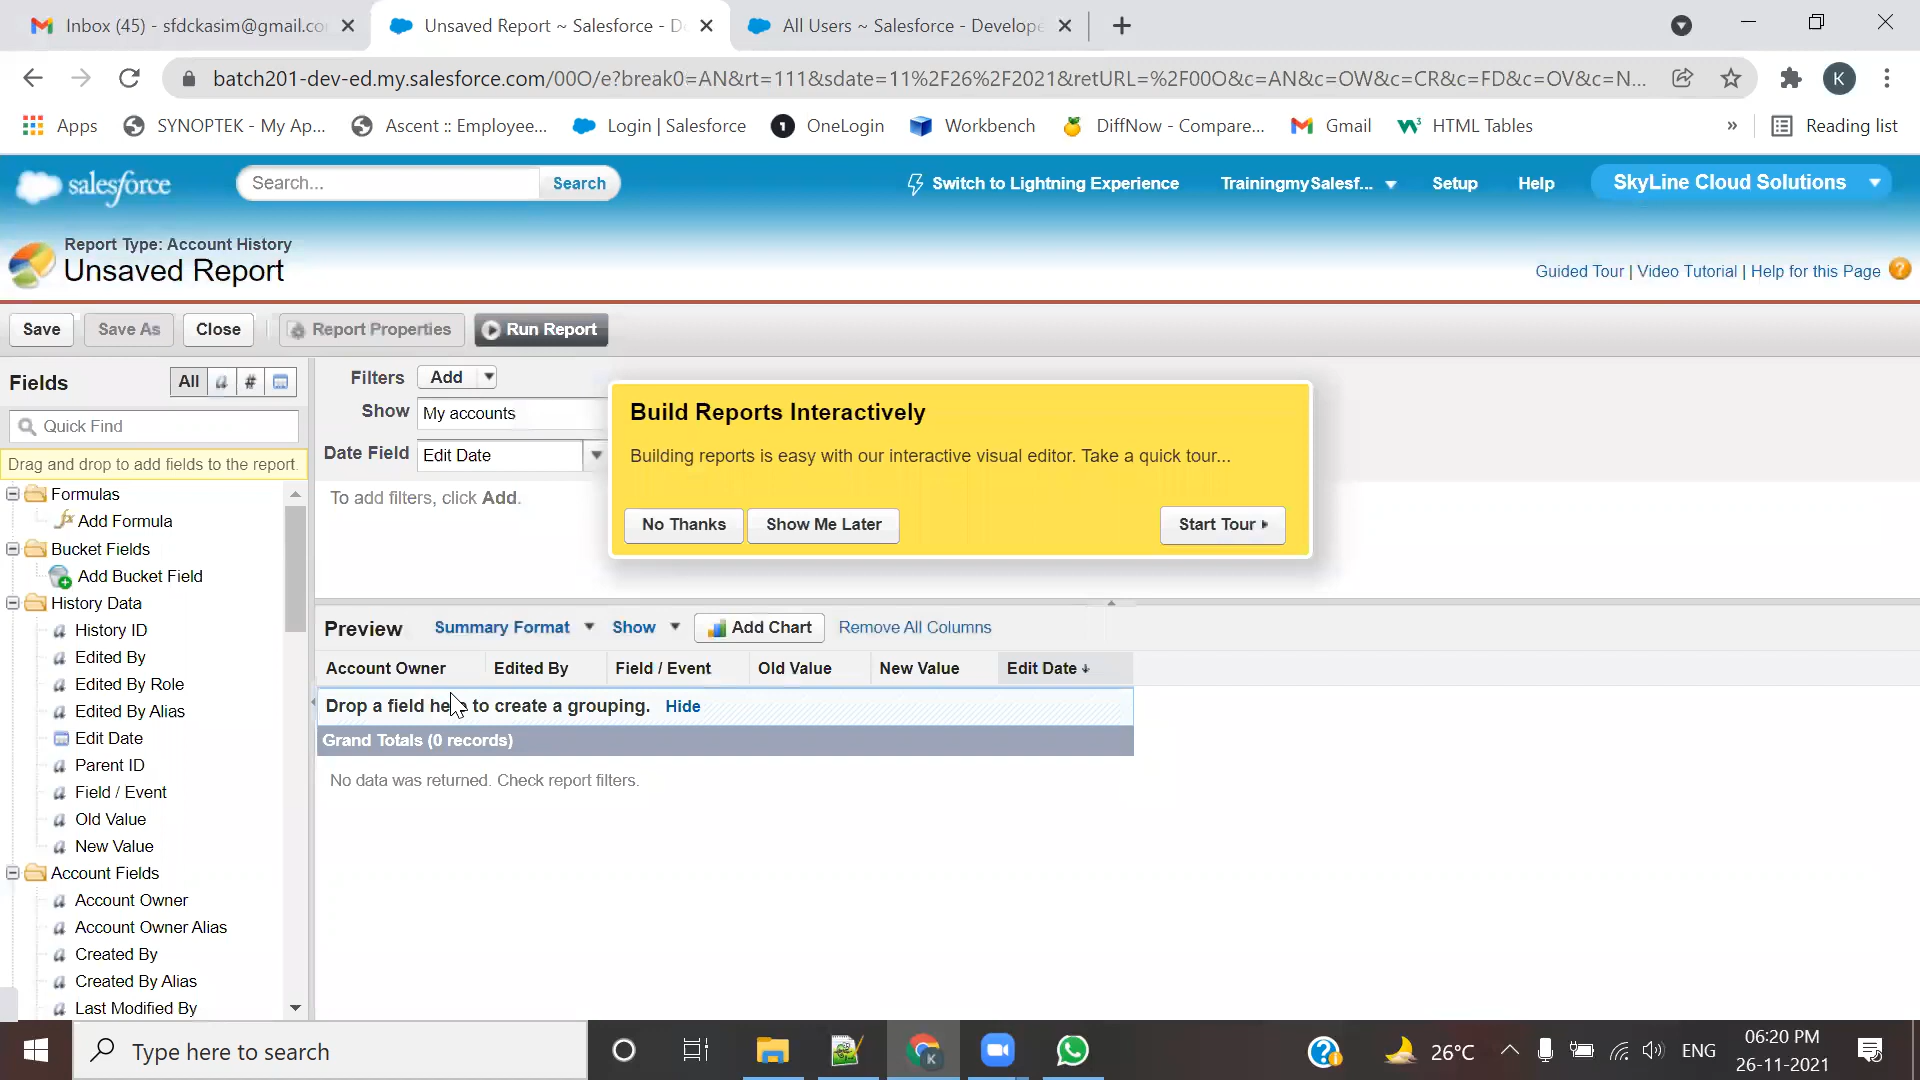 Inbox (45) - sfdckasim@gmail.co
Unsaved Report ~ Salesforce - D
All Users ~ Salesforce - Develope
batch201-dev-ed.my.salesforce.com/00O/e?break0=AN&rt=111&sdate=11%2F26%2F2021&retURL=%2F00O&c=AN&c=OW&c=CR&c=FD&c=OV&c=N...
K
Apps
SYNOPTEK - My Ap...
Ascent :: Employee...
Login | Salesforce
OneLogin
Workbench
DiffNow - Compare...
Gmail
HTML Tables
»
Reading list
salesforce
Search...
Search
Switch to Lightning Experience
TrainingmySalesf...
Setup
Help
SkyLine Cloud Solutions
Report Type: Account History
Unsaved Report
Guided Tour | Video Tutorial | Help for this Page
Save
Save As
Close
Report Properties
Run Report
Fields
All
a
#
Quick Find
Drag and drop to add fields to the report.
Formulas
Add Formula
Bucket Fields
Add Bucket Field
History Data
History ID
Edited By
Edited By Role
Edited By Alias
Edit Date
Parent ID
Field / Event
Old Value
New Value
Account Fields
Account Owner
Account Owner Alias
Created By
Created By Alias
Last Modified By
Filters
Add
Show
My accounts
Date Field
Edit Date
To add filters, click Add.
Build Reports Interactively
Building reports is easy with our interactive visual editor. Take a quick tour...
No Thanks
Show Me Later
Start Tour
Preview
Summary Format
Show
Add Chart
Remove All Columns
Account Owner
Edited By
Field / Event
Old Value
New Value
Edit Date
Drop a field here to create a grouping. Hide
Grand Totals (0 records)
No data was returned. Check report filters.
Type here to search
26°C
ENG
06:20 PM
26-11-2021